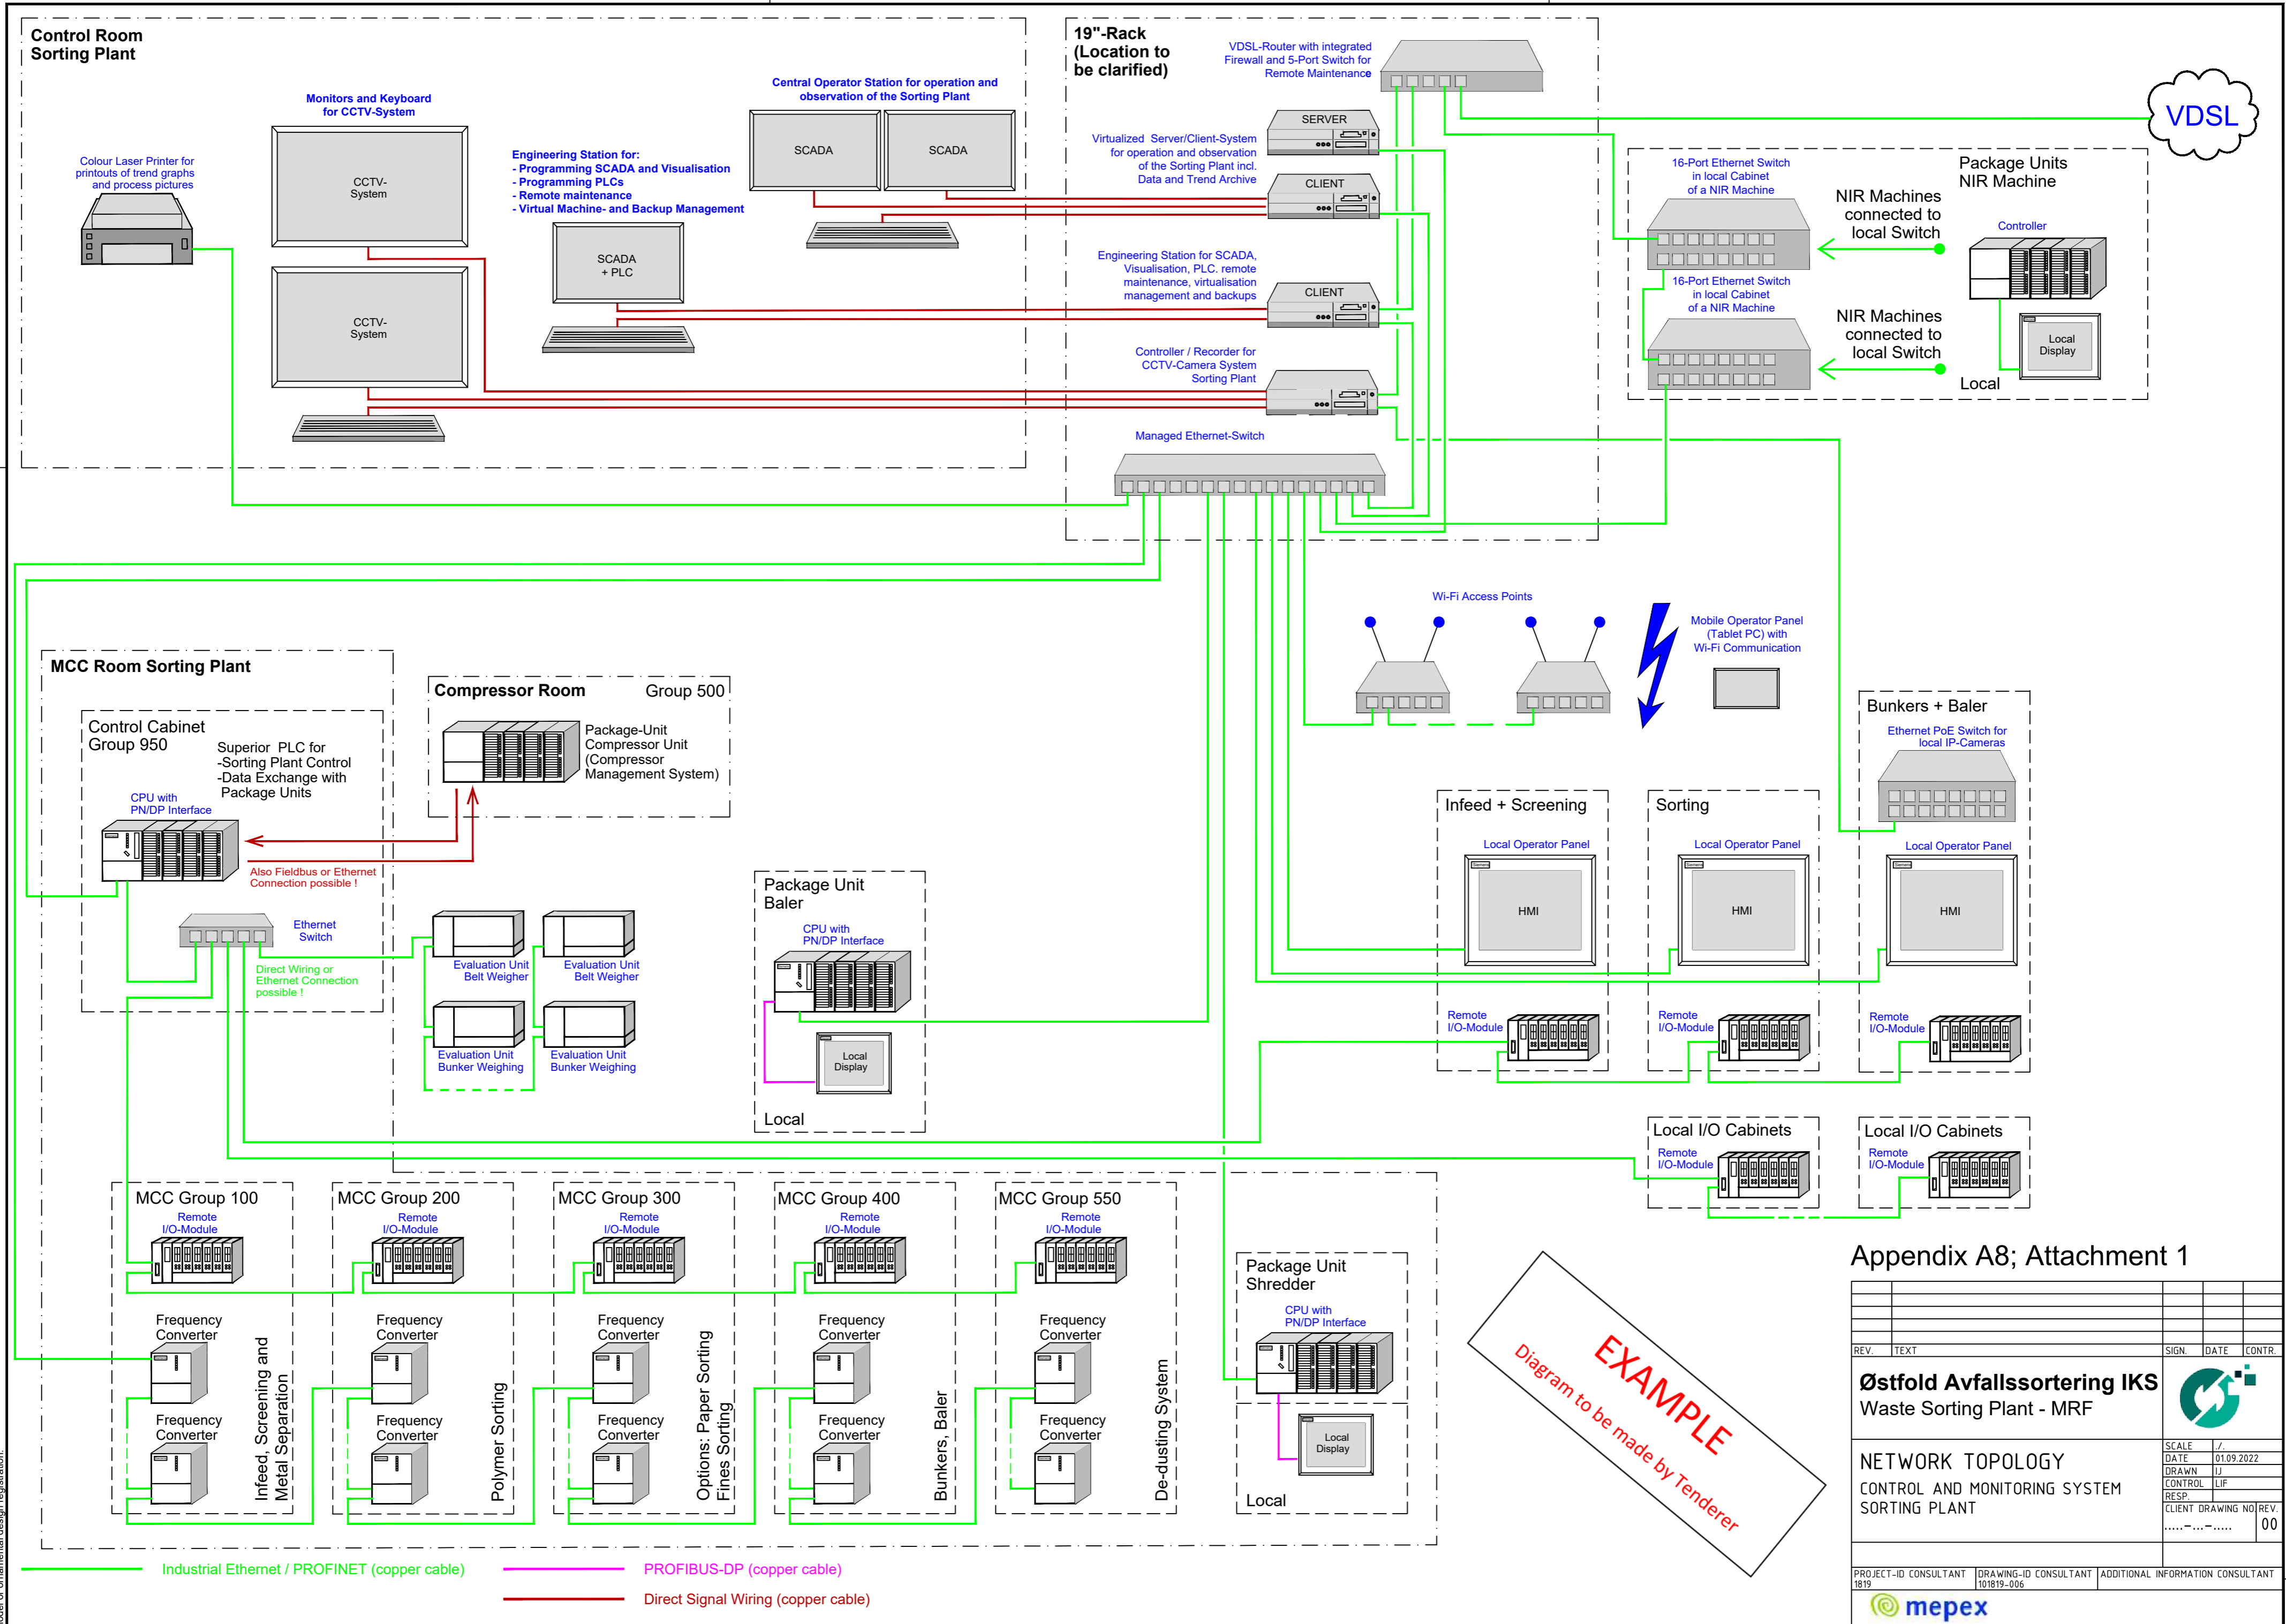 Control Room
Sorting Plant
Monitors and Keyboard
for CCTV-System
Colour Laser Printer for
printouts of trend graphs
and process pictures
CCTV-
System
CCTV-
System
Engineering Station for:
- Programming SCADA and Visualisation
- Programming PLCs
- Remote maintenance
- Virtual Machine- and Backup Management
SCADA
+ PLC
Central Operator Station for operation and
observation of the Sorting Plant
SCADA
SCADA
19"-Rack
(Location to
be clarified)
VDSL-Router with integrated
Firewall and 5-Port Switch for
Remote Maintenance
SERVER
Virtualized Server/Client-System
for operation and observation
of the Sorting Plant incl.
Data and Trend Archive
CLIENT
Engineering Station for SCADA,
Visualisation, PLC. remote
maintenance, virtualisation
management and backups
CLIENT
Controller / Recorder for
CCTV-Camera System
Sorting Plant
Managed Ethernet-Switch
VDSL
16-Port Ethernet Switch
in local Cabinet
of a NIR Machine
NIR Machines
connected to
local Switch
Package Units
NIR Machine
Controller
16-Port Ethernet Switch
in local Cabinet
of a NIR Machine
NIR Machines
connected to
local Switch
Local
Display
Local
Wi-Fi Access Points
Mobile Operator Panel
(Tablet PC) with
Wi-Fi Communication
MCC Room Sorting Plant
Control Cabinet
Group 950
Superior PLC for
-Sorting Plant Control
-Data Exchange with
Package Units
CPU with
PN/DP Interface
Also Fieldbus or Ethernet
Connection possible !
Ethernet
Switch
Direct Wiring or
Ethernet Connection
possible !
Compressor Room
Group 500
Package-Unit
Compressor Unit
(Compressor
Management System)
Evaluation Unit
Belt Weigher
Evaluation Unit
Belt Weigher
Evaluation Unit
Bunker Weighing
Evaluation Unit
Bunker Weighing
Package Unit
Baler
CPU with
PN/DP Interface
Local
Display
Local
Infeed + Screening
Local Operator Panel
HMI
Remote
I/O-Module
Sorting
Local Operator Panel
HMI
Remote
I/O-Module
Bunkers + Baler
Ethernet PoE Switch for
local IP-Cameras
Local Operator Panel
HMI
Remote
I/O-Module
Local I/O Cabinets
Remote
I/O-Module
Local I/O Cabinets
Remote
I/O-Module
MCC Group 100
Remote
I/O-Module
Frequency
Converter
Frequency
Converter
Infeed, Screening and
Metal Separation
MCC Group 200
Remote
I/O-Module
Frequency
Converter
Frequency
Converter
Polymer Sorting
MCC Group 300
Remote
I/O-Module
Frequency
Converter
Frequency
Converter
Options: Paper Sorting
Fines Sorting
MCC Group 400
Remote
I/O-Module
Frequency
Converter
Frequency
Converter
Bunkers, Baler
MCC Group 550
Remote
I/O-Module
Frequency
Converter
Frequency
Converter
De-dusting System
Package Unit
Shredder
CPU with
PN/DP Interface
Local
Display
Local
EXAMPLE
Diagram to be made by Tenderer
Industrial Ethernet / PROFINET (copper cable)
PROFIBUS-DP (copper cable)
Direct Signal Wiring (copper cable)
Appendix A8; Attachment 1
REV. TEXT SIGN. DATE CONTR.
Østfold Avfallssortering IKS
Waste Sorting Plant - MRF
NETWORK TOPOLOGY
CONTROL AND MONITORING SYSTEM
SORTING PLANT
SCALE ./.
DATE 01.09.2022
DRAWN IJ
CONTROL LIF
RESP.
CLIENT DRAWING NO. REV.
.....-...-..... 00
PROJECT-ID CONSULTANT
1819
DRAWING-ID CONSULTANT
101819-006
ADDITIONAL INFORMATION CONSULTANT
mepex